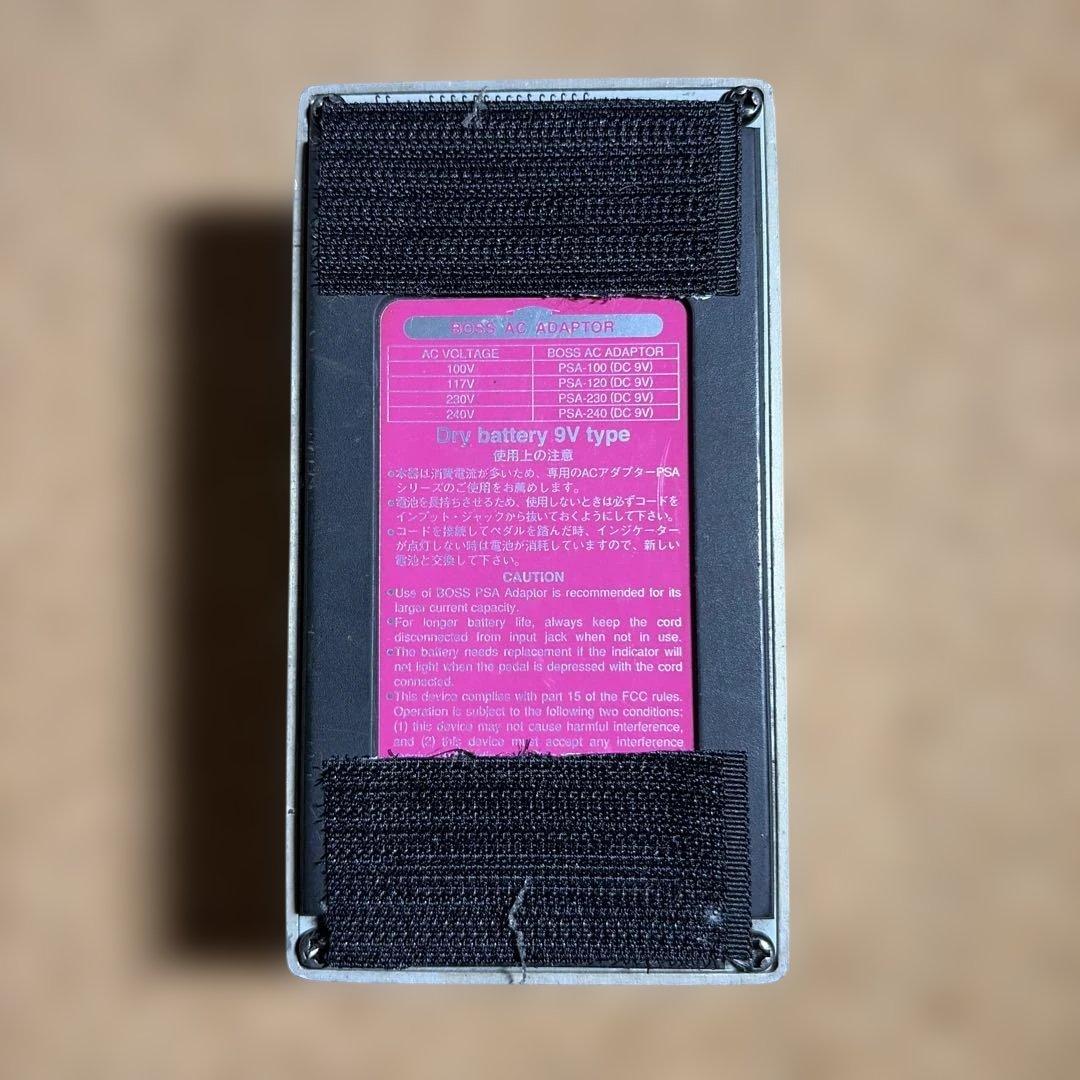 BOSS AC ADAPTOR
AC VOLTAGE BOSS AC ADAPTOR
100V PSA-100 (DC 9V)
117V PSA-120 (DC 9V)
230V PSA-230 (DC 9V)
240V PSA-240 (DC 9V)
Dry battery 9V type
使用上の注意
●本器は消費電流が多いため、専用のACアダプターPSA
シリーズのご使用をお薦めします。
●電池を長持ちさせるため、使用しないときは必ずコードを
インプット・ジャックから抜いておくようにして下さい。
●コードを接続してペダルを踏んだ時、インジケーター
が点灯しない時は電池が消耗していますので、新しい
電池と交換して下さい。
CAUTION
●Use of BOSS PSA Adaptor is recommended for its
larger current capacity.
●For longer battery life, always keep the cord
disconnected from input jack when not in use.
●The battery needs replacement if the indicator will
not light when the pedal is depressed with the cord
connected.
●This device complies with part 15 of the FCC rules.
Operation is subject to the following two conditions:
(1) this device may not cause harmful interference,
and (2) this device must accept any interference